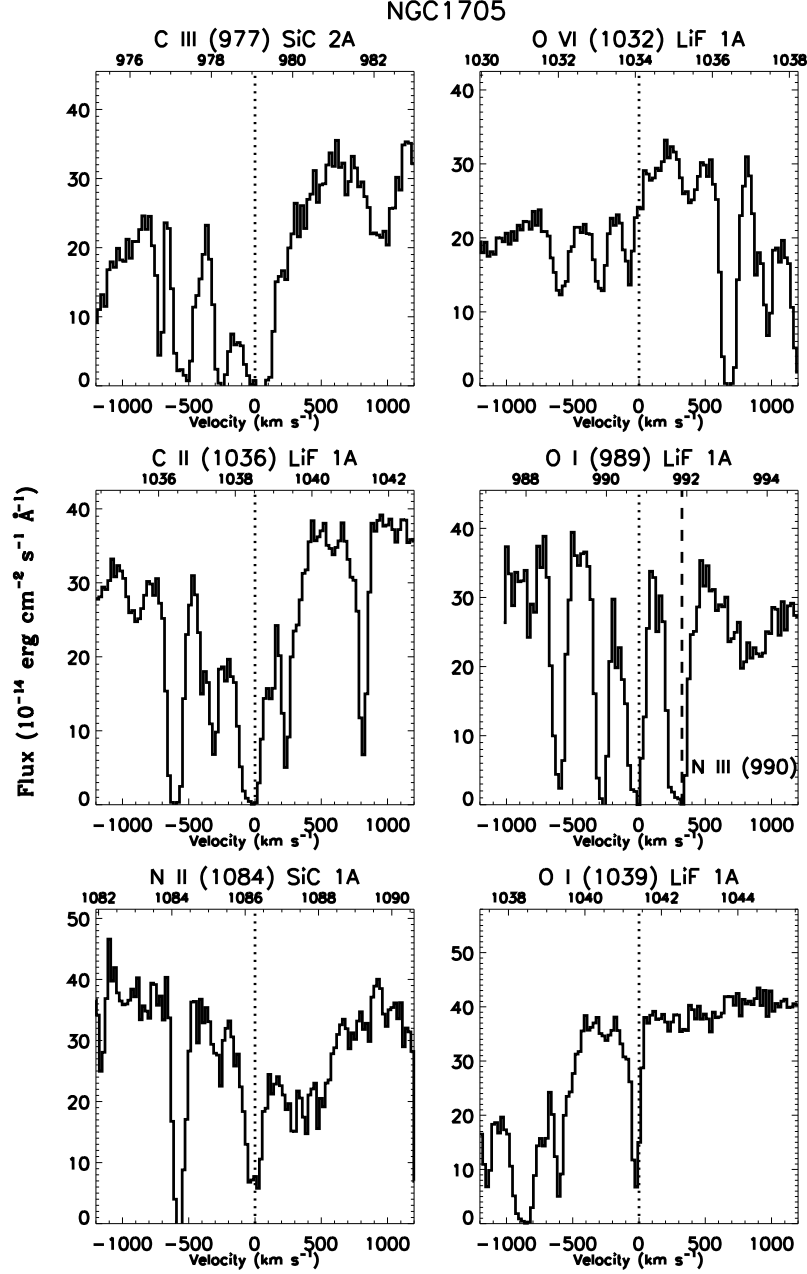 NGC1705
C III (977) SiC 2A
976 978 980 982
40
30
20
10
0
−1000 −500 0 500 1000
Velocity (km s⁻¹)
O VI (1032) LiF 1A
1030 1032 1034 1036 1038
40
30
20
10
0
−1000 −500 0 500 1000
Velocity (km s⁻¹)
C II (1036) LiF 1A
1036 1038 1040 1042
40
30
20
10
0
−1000 −500 0 500 1000
Velocity (km s⁻¹)
Flux (10⁻¹⁴ erg cm⁻² s⁻¹ Å⁻¹)
O I (989) LiF 1A
988 990 992 994
40
30
20
10
0
N III (990)
−1000 −500 0 500 1000
Velocity (km s⁻¹)
N II (1084) SiC 1A
1082 1084 1086 1088 1090
50
40
30
20
10
0
−1000 −500 0 500 1000
Velocity (km s⁻¹)
O I (1039) LiF 1A
1038 1040 1042 1044
50
40
30
20
10
0
−1000 −500 0 500 1000
Velocity (km s⁻¹)